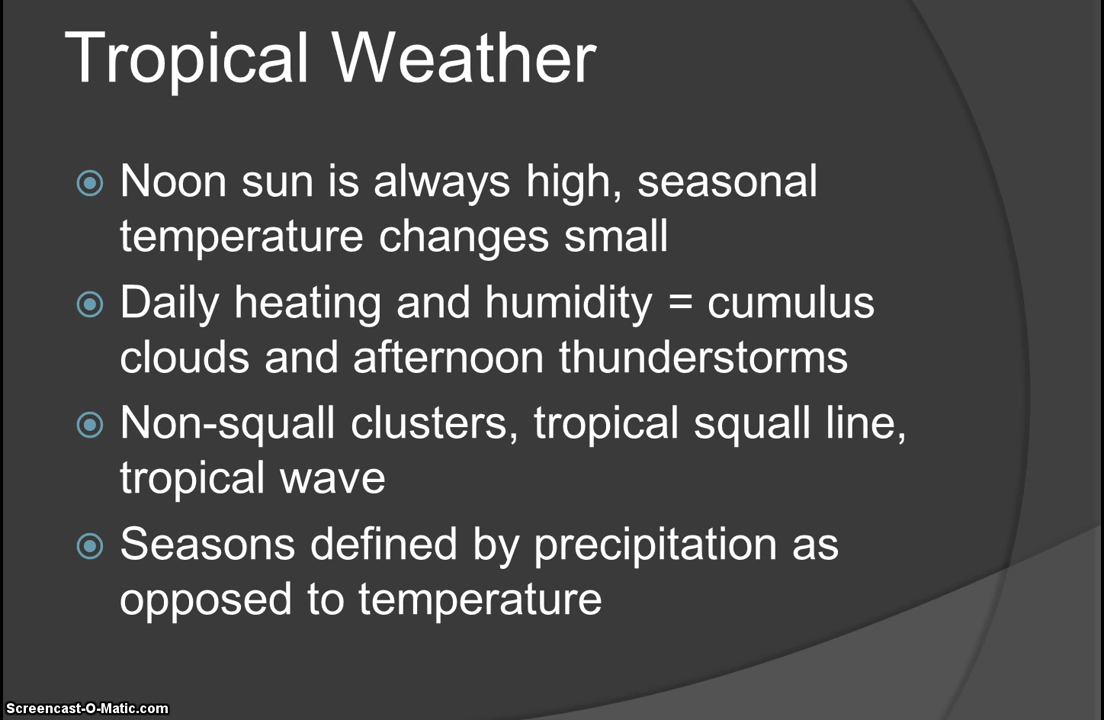 Tropical Weather
Noon sun is always high, seasonal
temperature changes small
Daily heating and humidity = cumulus
clouds and afternoon thunderstorms
Non-squall clusters, tropical squall line,
tropical wave
Seasons defined by precipitation as
opposed to temperature
Screencast-O-Matic.com